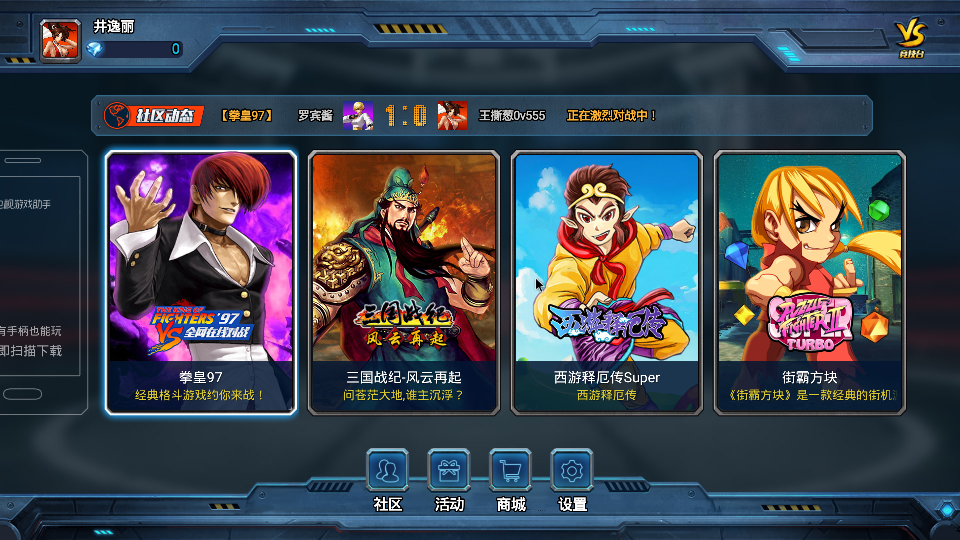 井逸丽
0
VS
竞技台
社区动态
【拳皇97】
罗宾酱
1:0
王撕葱0v555
正在激烈对战中！
电视游戏助手
有手柄也能玩
即扫描下载
THE KING OF
FIGHTERS '97
VS 全网在线对战
拳皇97
经典格斗游戏约你来战！
三国战纪
风云再起
三国战纪-风云再起
问苍茫大地,谁主沉浮？
西游释厄传
西游释厄传Super
西游释厄传
PUZZLE
FIGHTER II
TURBO
街霸方块
《街霸方块》是一款经典的街机
社区
活动
商城
设置